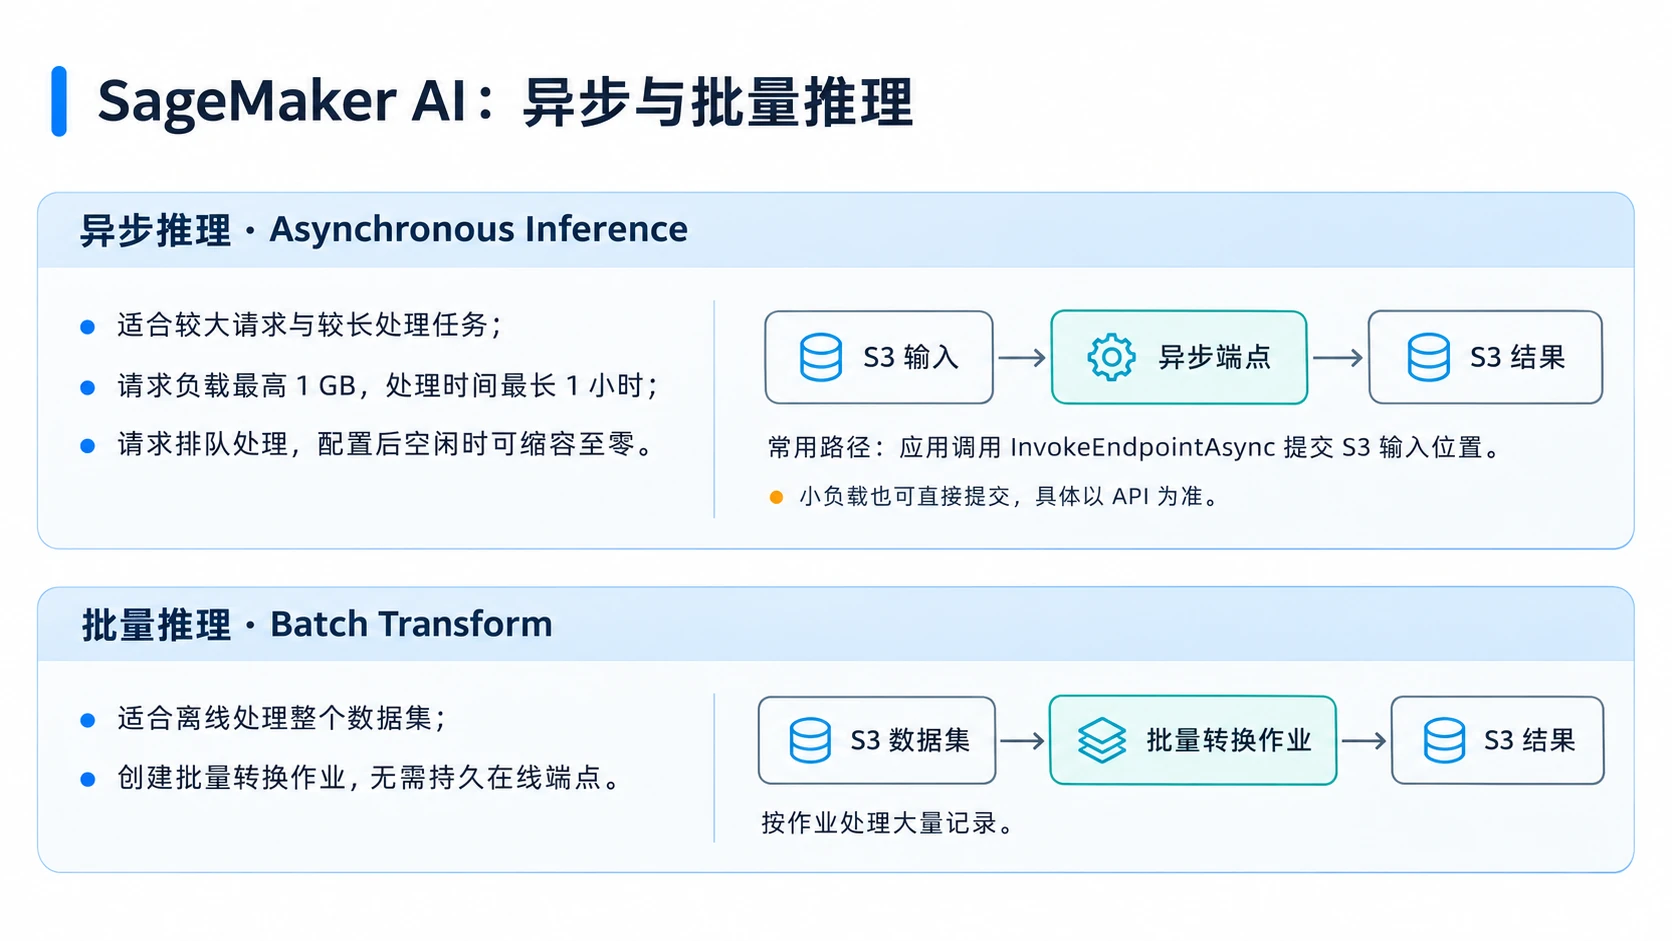 SageMaker AI：异步与批量推理
异步推理 · Asynchronous Inference
适合较大请求与较长处理任务；
请求负载最高 1 GB，处理时间最长 1 小时；
请求排队处理，配置后空闲时可缩容至零。
S3 输入
异步端点
S3 结果
常用路径：应用调用 InvokeEndpointAsync 提交 S3 输入位置。
小负载也可直接提交，具体以 API 为准。
批量推理 · Batch Transform
适合离线处理整个数据集；
创建批量转换作业，无需持久在线端点。
S3 数据集
批量转换作业
S3 结果
按作业处理大量记录。